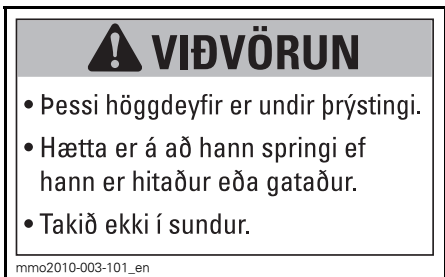 VIÐVÖRUN
• Þessi höggdeyfir er undir þrýstingi.
• Hætta er á að hann springi ef
hann er hitaður eða gataður.
• Takið ekki í sundur.
mmo2010-003-101_en